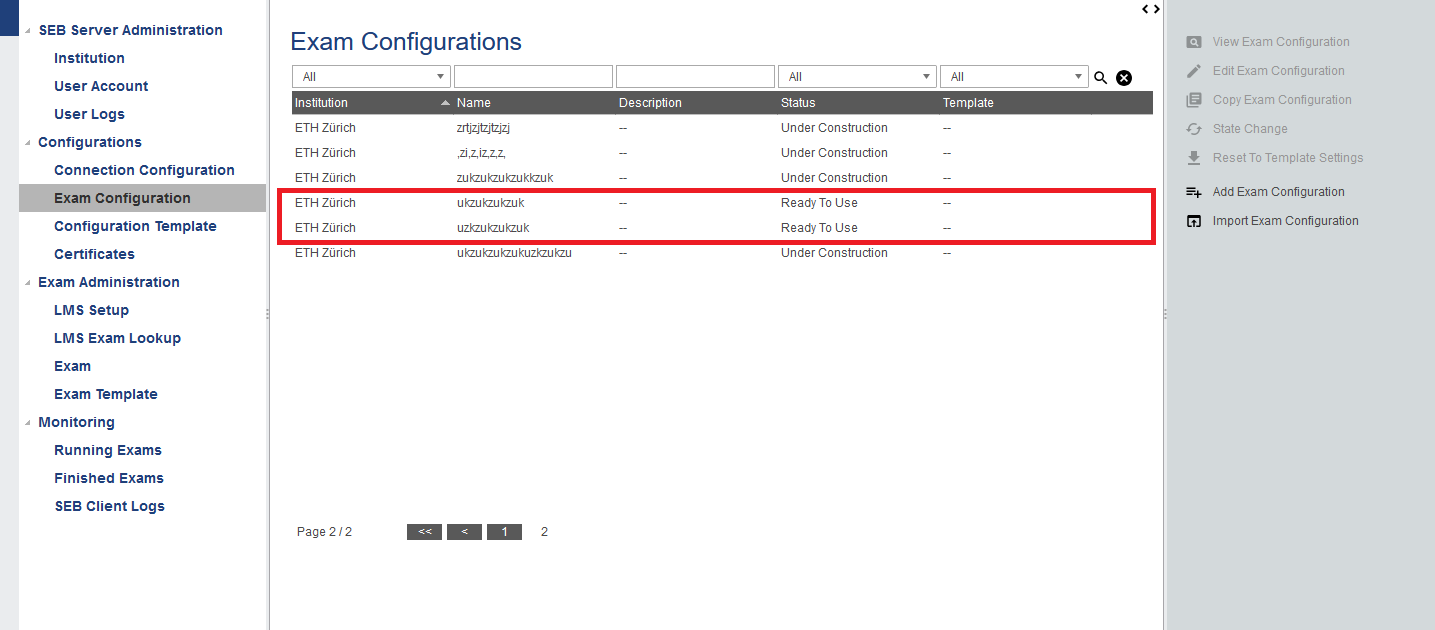 SEB Server Administration
Institution
User Account
User Logs
Configurations
Connection Configuration
Exam Configuration
Configuration Template
Certificates
Exam Administration
LMS Setup
LMS Exam Lookup
Exam
Exam Template
Monitoring
Running Exams
Finished Exams
SEB Client Logs
Exam Configurations
All All All
Institution Name Description Status Template
ETH Zürich zrtjzjtzjtzjzj -- Under Construction --
ETH Zürich ,zi,z,iz,z,z, -- Under Construction --
ETH Zürich zukzukzukzukkzuk -- Under Construction --
ETH Zürich ukzukzukzuk -- Ready To Use --
ETH Zürich uzkzukzukzuk -- Ready To Use --
ETH Zürich ukzukzukzukuzkzukzu -- Under Construction --
Page 2 / 2 << < 1 2
View Exam Configuration
Edit Exam Configuration
Copy Exam Configuration
State Change
Reset To Template Settings
Add Exam Configuration
Import Exam Configuration